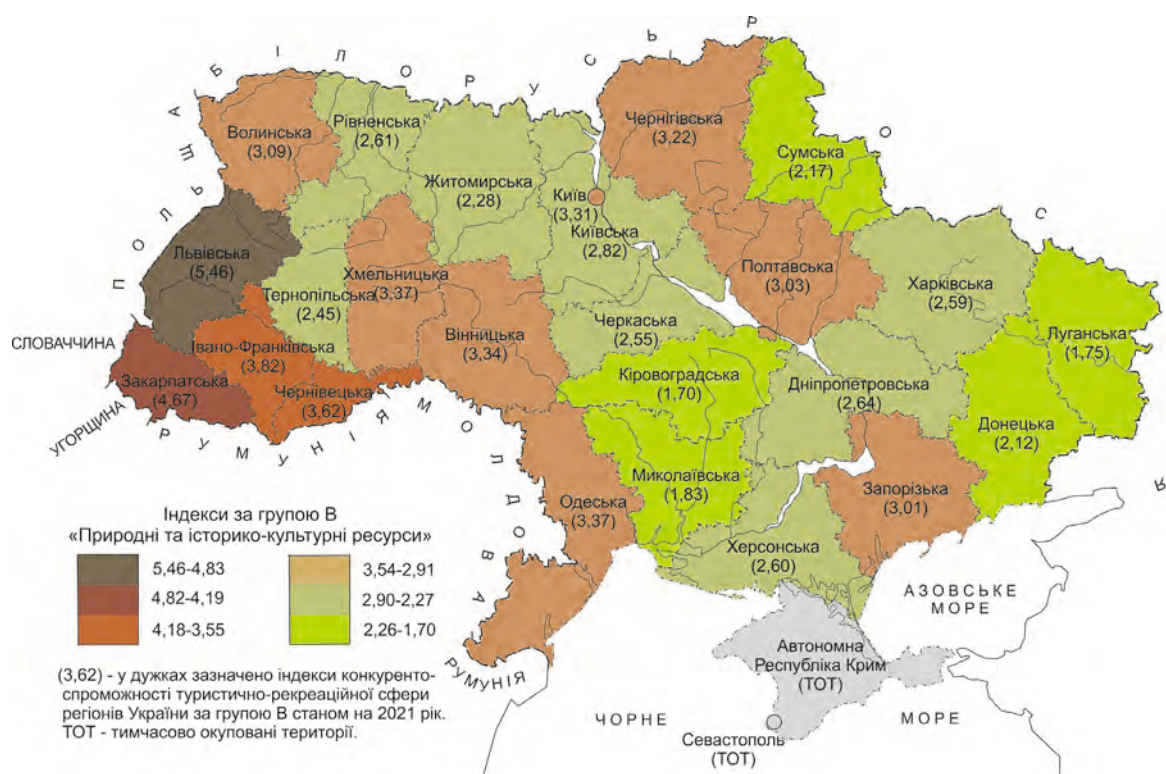 БІЛОРУСЬ
РОСІЯ
ПОЛЬЩА
Волинська
(3,09)
Рівненська
(2,61)
Житомирська
(2,28)
Київ
(3,31)
Київська
(2,82)
Чернігівська
(3,22)
Сумська
(2,17)
Львівська
(5,46)
Тернопільська
(2,45)
Хмельницька
(3,37)
Вінницька
(3,34)
Черкаська
(2,55)
Полтавська
(3,03)
Харківська
(2,59)
Луганська
(1,75)
СЛОВАЧЧИНА
Івано-Франківська
(3,82)
Закарпатська
(4,67)
Чернівецька
(3,62)
Кіровоградська
(1,70)
Дніпропетровська
(2,64)
Донецька
(2,12)
УГОРЩИНА
РУМУНІЯ
МОЛДОВА
Одеська
(3,37)
Миколаївська
(1,83)
Запорізька
(3,01)
Херсонська
(2,60)
АЗОВСЬКЕ
МОРЕ
Автономна
Республіка Крим
(ТОТ)
РУМУНІЯ
ЧОРНЕ МОРЕ
Севастополь
(ТОТ)
Індекси за групою В
«Природні та історико-культурні ресурси»
5,46-4,83
4,82-4,19
4,18-3,55
3,54-2,91
2,90-2,27
2,26-1,70
(3,62) - у дужках зазначено індекси конкуренто-
спроможності туристично-рекреаційної сфери
регіонів України за групою В станом на 2021 рік.
ТОТ - тимчасово окуповані території.